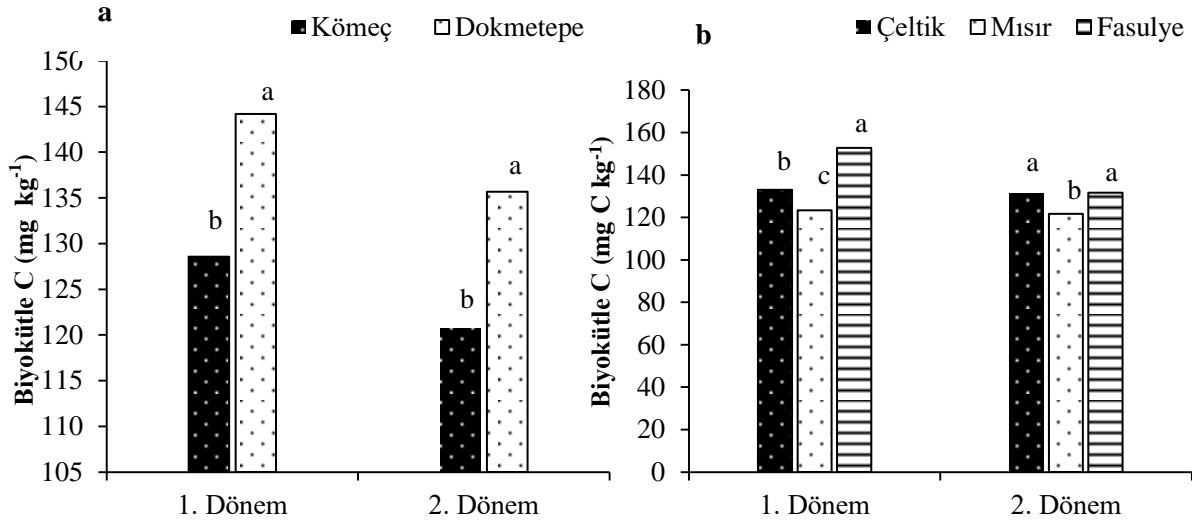 a
Kömeç Dokmetepe
Biyokütle C (mg kg-1)
150
145
140
135
130
125
120
115
110
105
b
a
b
a
1. Dönem 2. Dönem
b
Çeltik Mısır Fasulye
Biyokütle C (mg C kg-1)
180
160
140
120
100
80
60
40
20
0
b
c
a
a
b
a
1. Dönem 2. Dönem